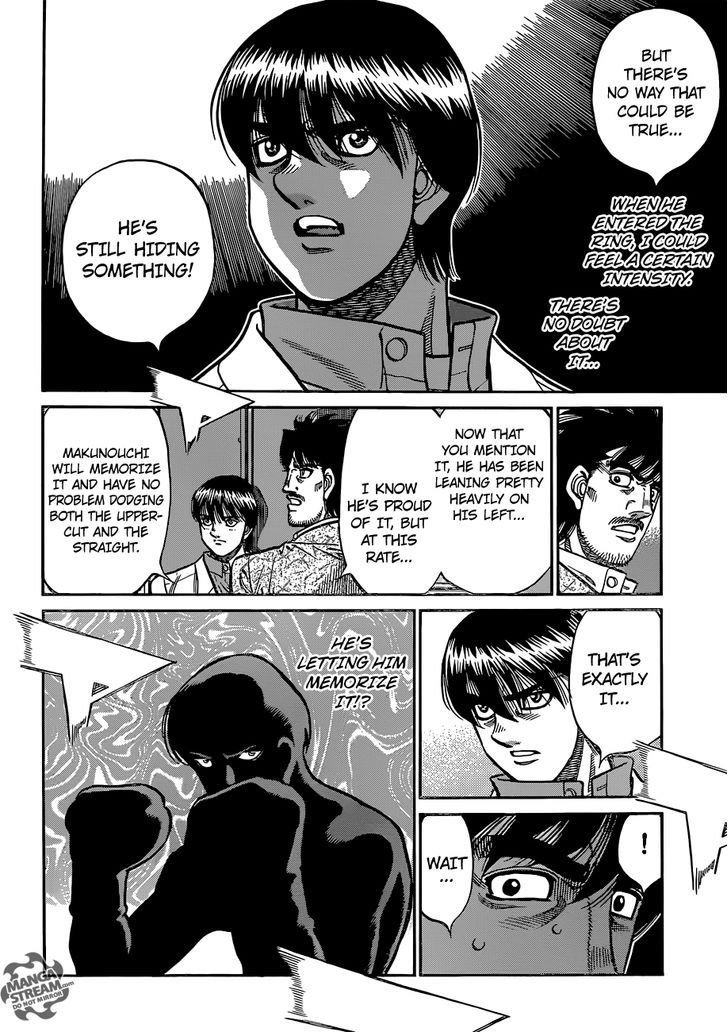 BUT
THERE'S
NO WAY THAT
COULD BE
TRUE...
WHEN HE
ENTERED THE
RING, I COULD
FEEL A CERTAIN
INTENSITY.
THERE'S
NO DOUBT
ABOUT
IT...
HE'S
STILL HIDING
SOMETHING!
NOW THAT
YOU MENTION
IT, HE HAS BEEN
LEANING PRETTY
HEAVILY ON
HIS LEFT...
I KNOW
HE'S PROUD
OF IT, BUT
AT THIS
RATE...
MAKUNOUCHI
WILL MEMORIZE
IT AND HAVE NO
PROBLEM DODGING
BOTH THE UPPER-
CUT AND THE
STRAIGHT.
THAT'S
EXACTLY
IT...
!
WAIT...
HE'S
LETTING HIM
MEMORIZE
IT!?
MANGA
STREAM.com
DO NOT MIRROR